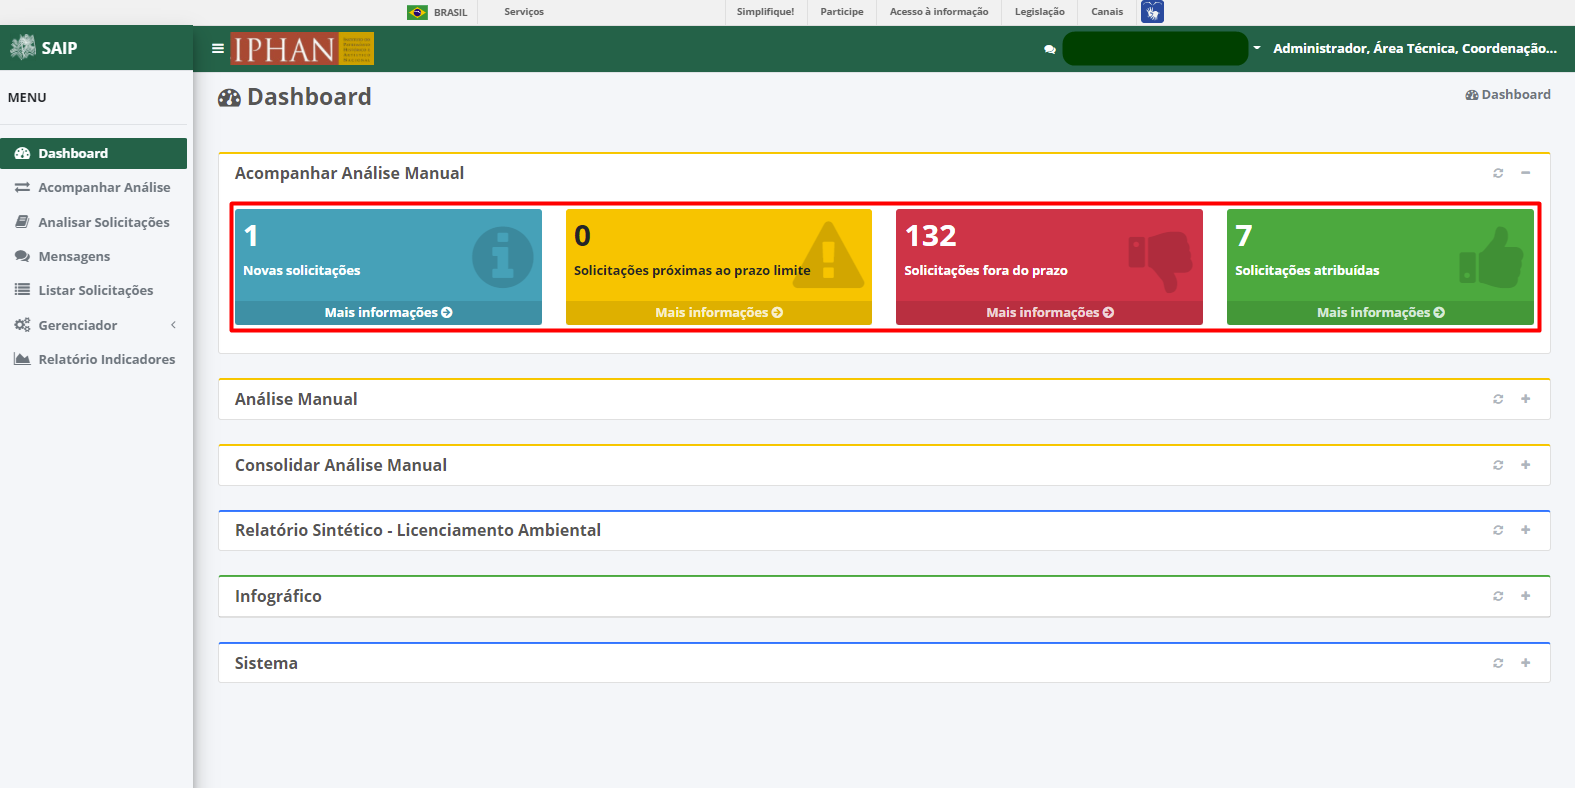 BRASIL Serviços Simplifique! Participe Acesso à informação Legislação Canais
SAIP
IPHAN
Administrador, Área Técnica, Coordenação...
MENU
Dashboard
Acompanhar Análise
Analisar Solicitações
Mensagens
Listar Solicitações
Gerenciador
Relatório Indicadores
Dashboard
Dashboard
Acompanhar Análise Manual
1
Novas solicitações
Mais informações
0
Solicitações próximas ao prazo limite
Mais informações
132
Solicitações fora do prazo
Mais informações
7
Solicitações atribuídas
Mais informações
Análise Manual
Consolidar Análise Manual
Relatório Sintético - Licenciamento Ambiental
Infográfico
Sistema